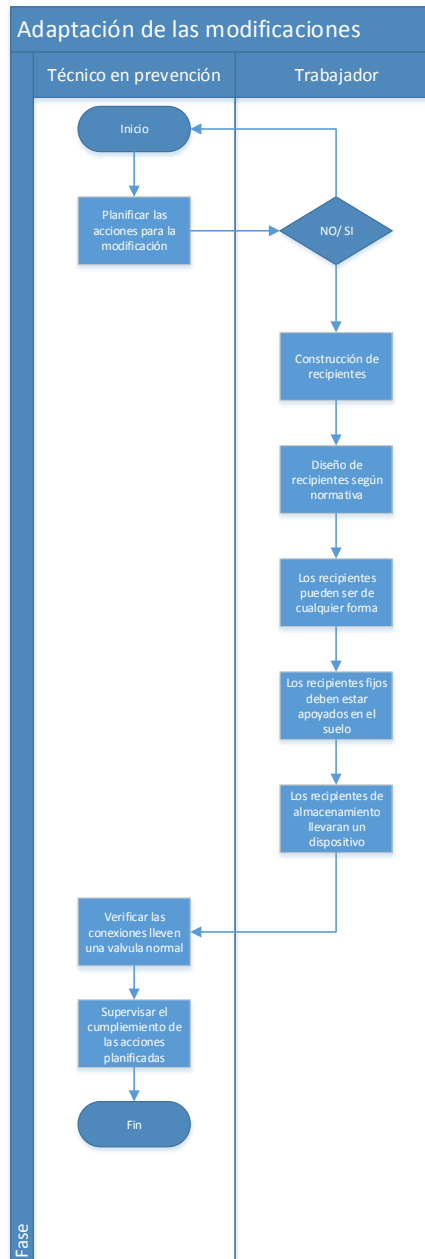 Adaptación de las modificaciones
Técnico en prevención
Trabajador
Inicio
Planificar las
acciones para la
modificación
NO/ SI
Construcción de
recipientes
Diseño de
recipientes según
normativa
Los recipientes
pueden ser de
cualquier forma
Los recipientes fijos
deben estar
apoyados en el
suelo
Los recipientes de
almacenamiento
llevaran un
dispositivo
Verificar las
conexiones lleven
una valvula normal
Supervisar el
cumpliemiento de
las acciones
planificadas
Fin
Fase